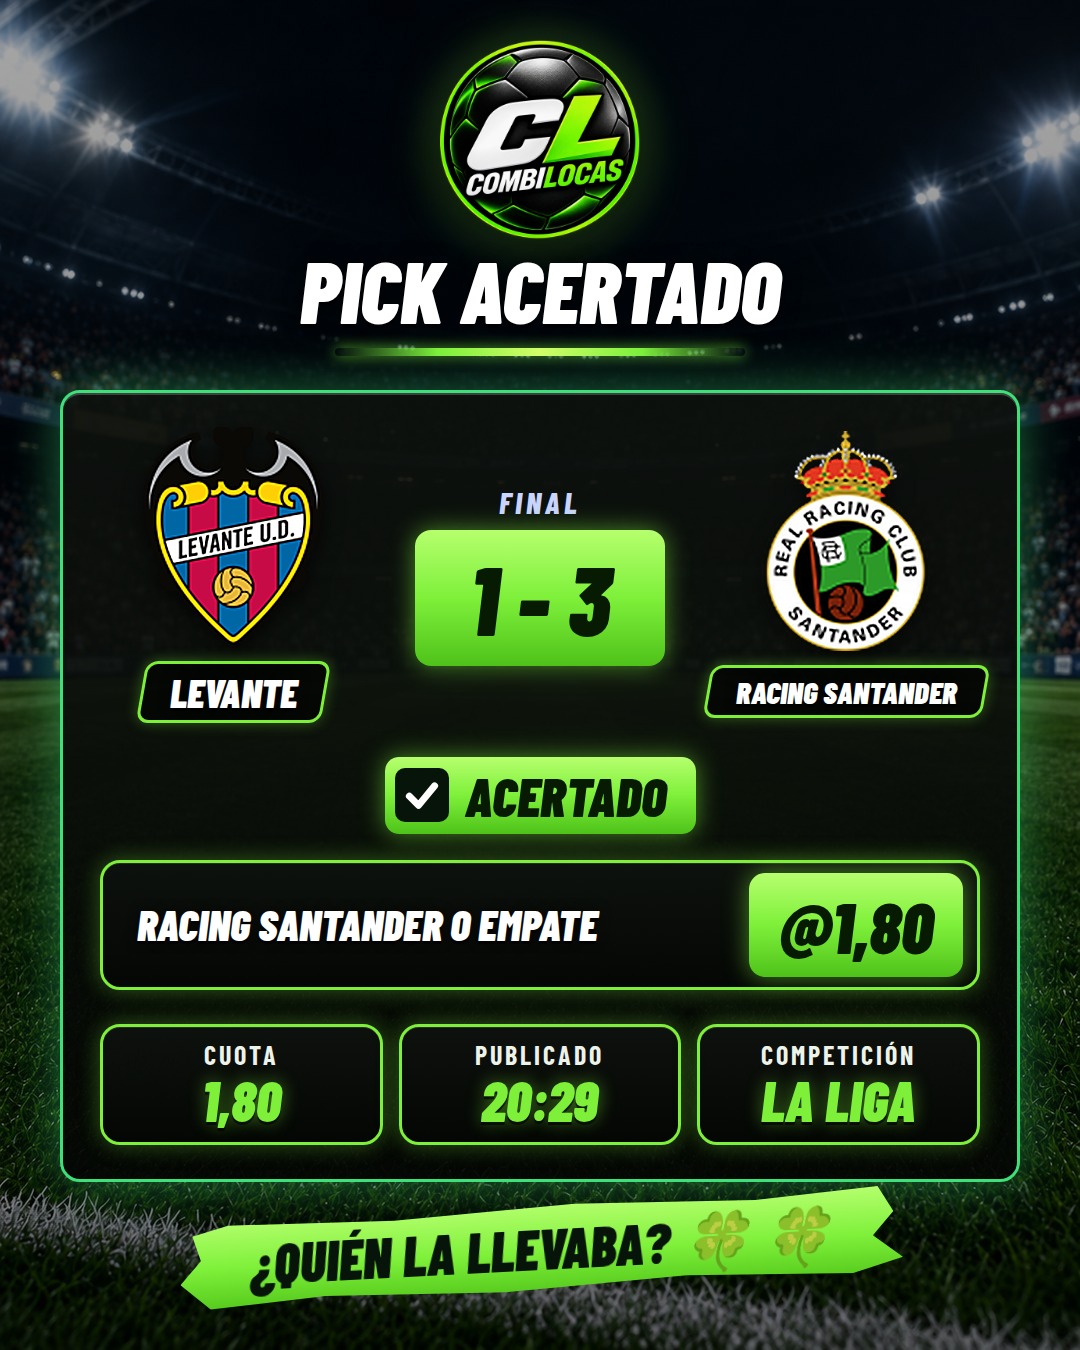 CL
COMBILOCAS
PICK ACERTADO
LEVANTE U.D.
REAL RACING CLUB
SANTANDER
FINAL
1 - 3
LEVANTE
RACING SANTANDER
ACERTADO
RACING SANTANDER O EMPATE
@1,80
CUOTA
1,80
PUBLICADO
20:29
COMPETICIÓN
LA LIGA
¿QUIÉN LA LLEVABA? 🍀 🍀